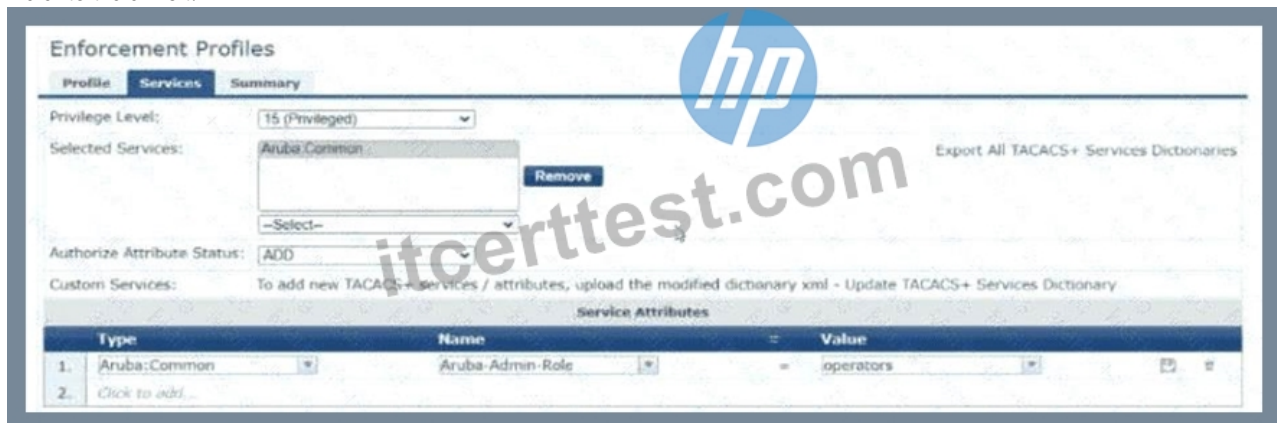 Enforcement Profiles
hp
Profile Services Summary
Privilege Level: 15 (Privileged)
Selected Services: Aruba:Common
Export All TACACS+ Services Dictionaries
Remove
--Select--
itcerttest.com
Authorize Attribute Status: ADD
Custom Services: To add new TACACS+ services / attributes, upload the modified dictionary xml - Update TACACS+ Services Dictionary
Service Attributes
Type Name = Value
1. Aruba:Common Aruba-Admin-Role = operators
2. Click to add...